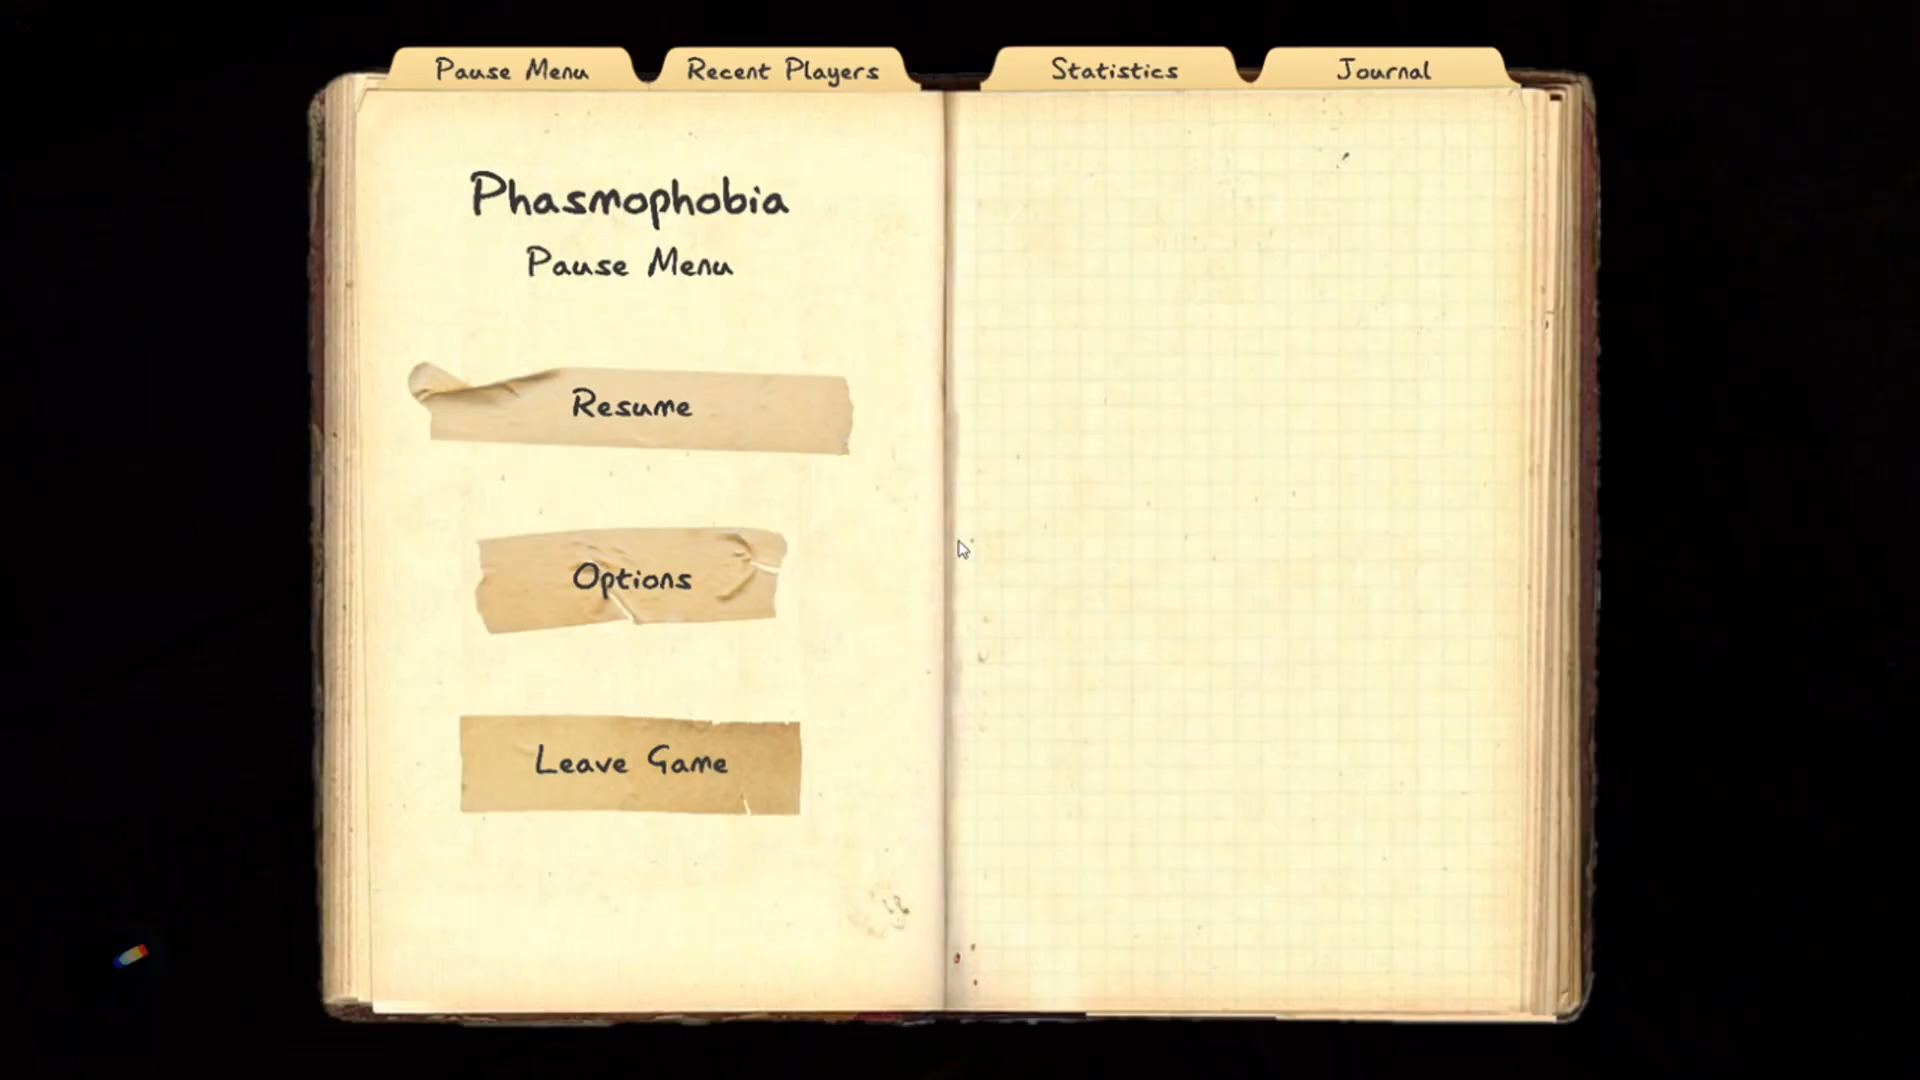 Pause Menu
Recent Players
Statistics
Journal
Phasmophobia
Pause Menu
Resume
Options
Leave Game